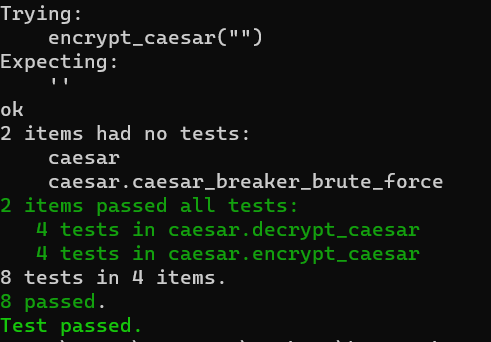 Trying:
    encrypt_caesar("")
Expecting:
    ''
ok
2 items had no tests:
    caesar
    caesar.caesar_breaker_brute_force
2 items passed all tests:
   4 tests in caesar.decrypt_caesar
   4 tests in caesar.encrypt_caesar
8 tests in 4 items.
8 passed.
Test passed.